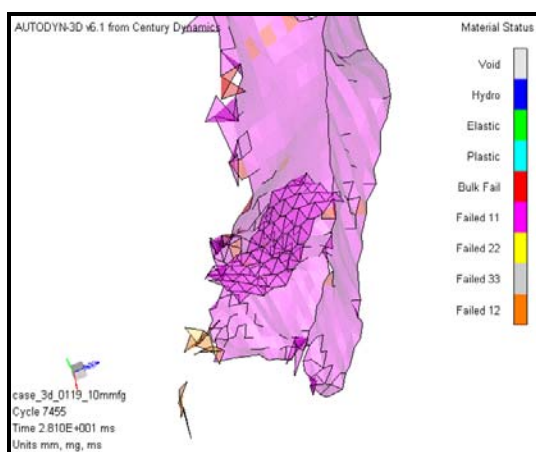 AUTODYN-3D v6.1 from Century Dynamics
Material Status
Void
Hydro
Elastic
Plastic
Bulk Fail
Failed 11
Failed 22
Failed 33
Failed 12
case_3d_0119_10mmfg
Cycle 7455
Time 2.810E+001 ms
Units mm, mg, ms